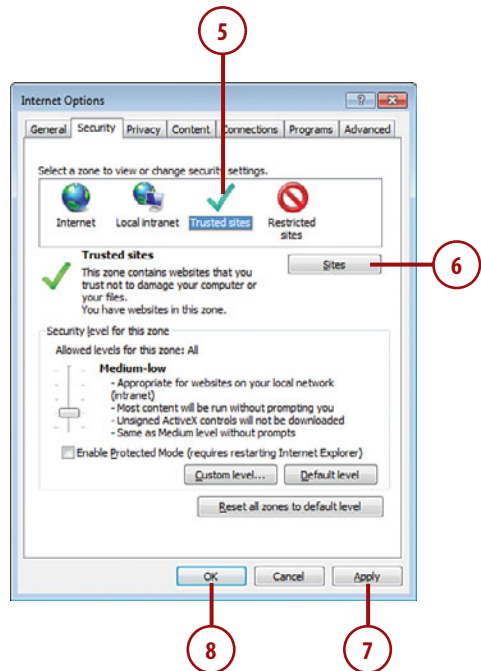 5
Internet Options
General Security Privacy Content Connections Programs Advanced
Select a zone to view or change security settings.
Internet Local intranet Trusted sites Restricted sites
Trusted sites
Sites
6
This zone contains websites that you
trust not to damage your computer or
your files.
You have websites in this zone.
Security level for this zone
Allowed levels for this zone: All
Medium-low
- Appropriate for websites on your local network
(intranet)
- Most content will be run without prompting you
- Unsigned ActiveX controls will not be downloaded
- Same as Medium level without prompts
Enable Protected Mode (requires restarting Internet Explorer)
Custom level... Default level
Reset all zones to default level
OK Cancel Apply
8 7